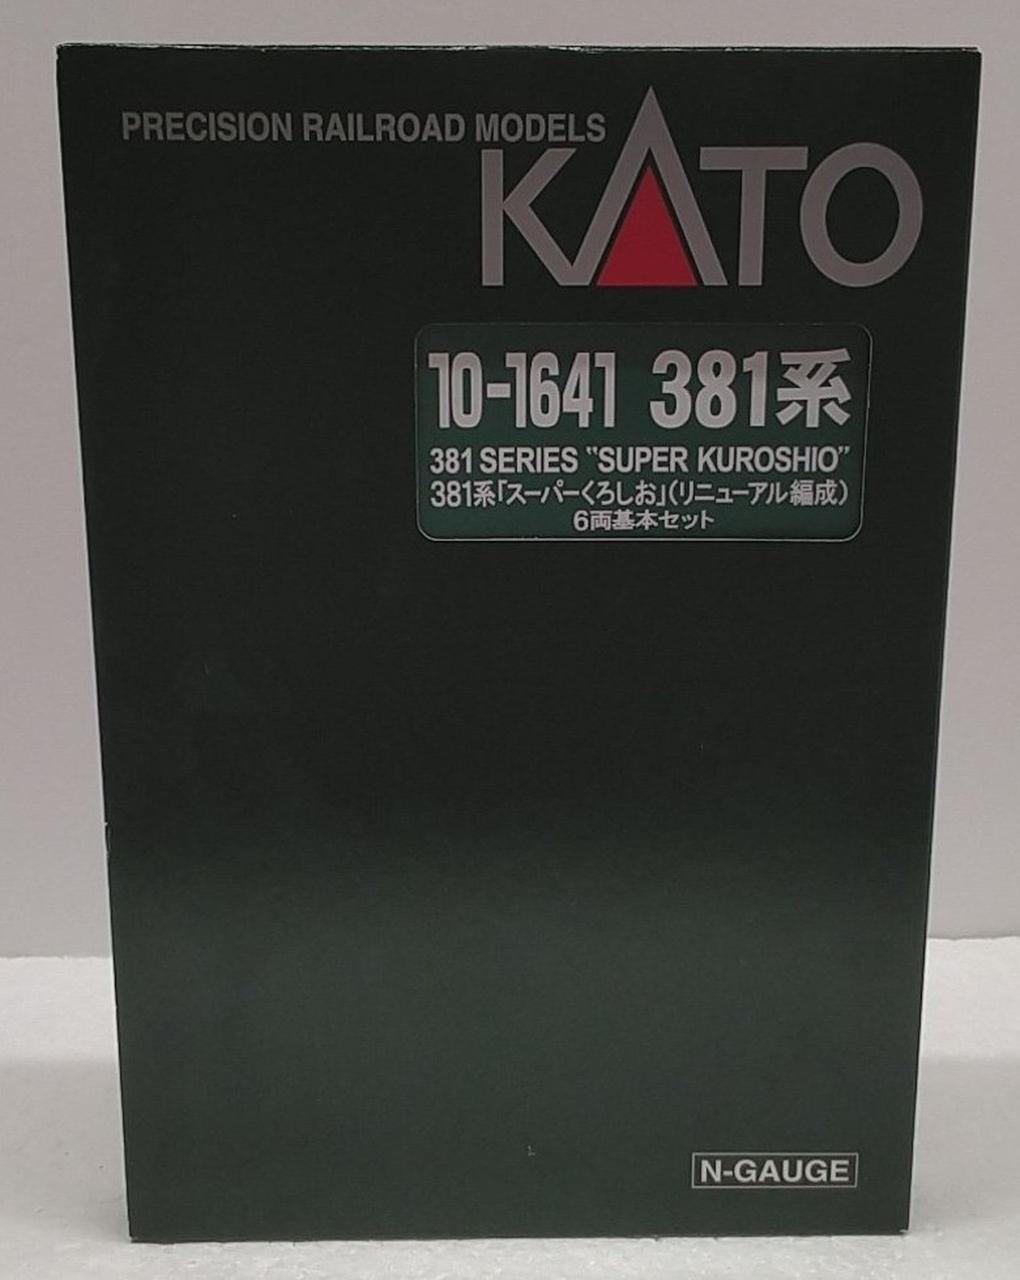 PRECISION RAILROAD MODELS
KATO
10-1641 381系
381 SERIES “SUPER KUROSHIO”
381系｢スーパーくろしお｣(リニューアル編成)
6両基本セット
N-GAUGE